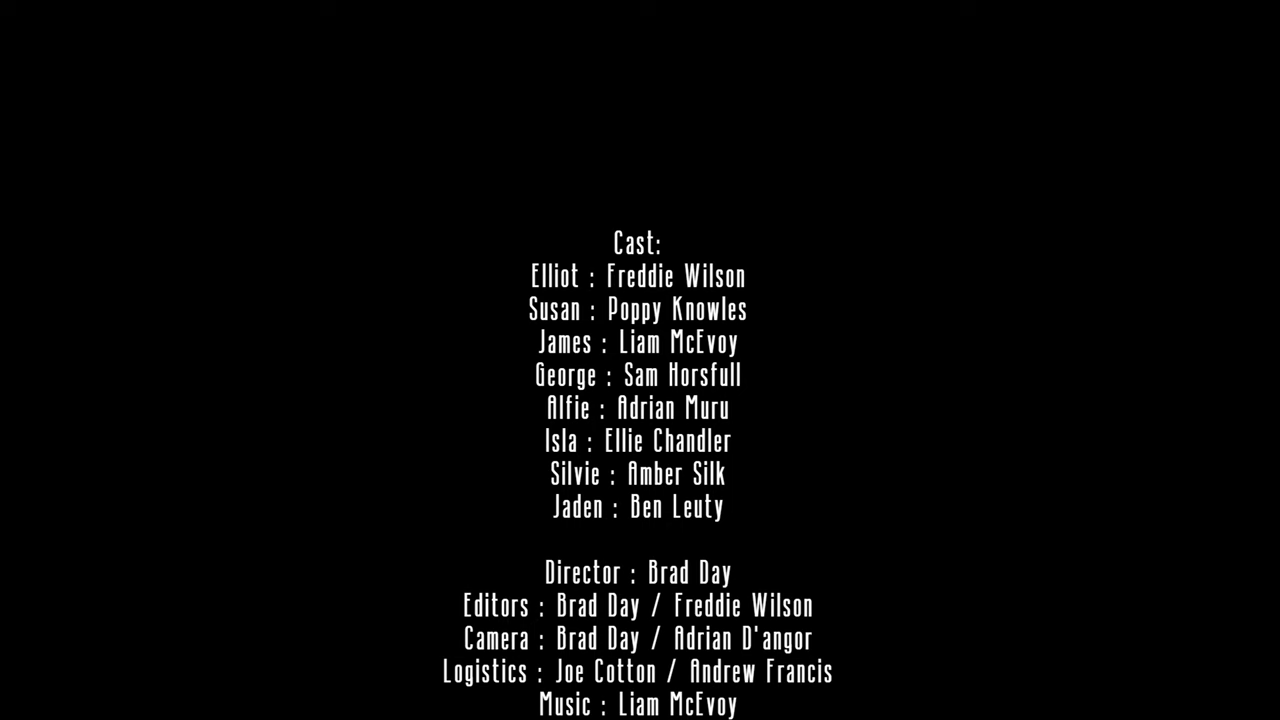 Cast:
Elliot : Freddie Wilson
Susan : Poppy Knowles
James : Liam McEvoy
George : Sam Horsfull
Alfie : Adrian Muru
Isla : Ellie Chandler
Silvie : Amber Silk
Jaden : Ben Leuty
Director : Brad Day
Editors : Brad Day / Freddie Wilson
Camera : Brad Day / Adrian D'angor
Logistics : Joe Cotton / Andrew Francis
Music : Liam McEvoy